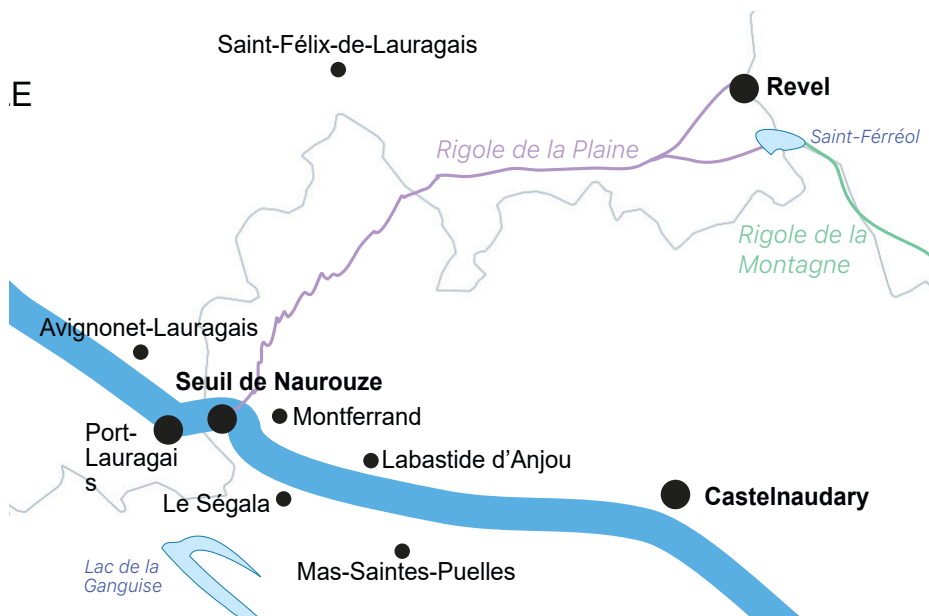 Saint-Félix-de-Lauragais
.E
Revel
Saint-Férréol
Rigole de la Plaine
Rigole de la
Montagne
Avignonet-Lauragais
Seuil de Naurouze
Montferrand
Port-
Lauragai
s
Labastide d’Anjou
Le Ségala
Castelnaudary
Lac de la
Ganguise
Mas-Saintes-Puelles